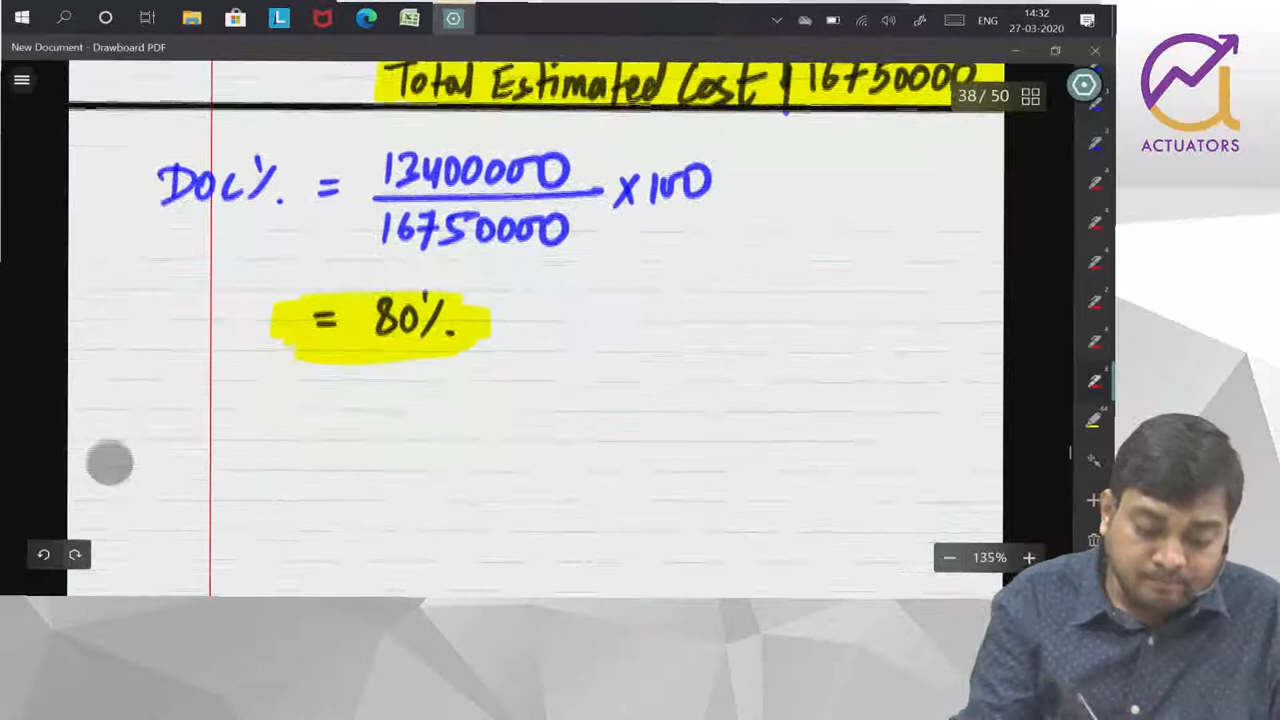 14:32
ENG
27-03-2020
New Document - Drawboard PDF
Total Estimated Cost 16750000
38 / 50
ACTUATORS
DOC% = 13400000 × 100
16750000
= 80%.
135%